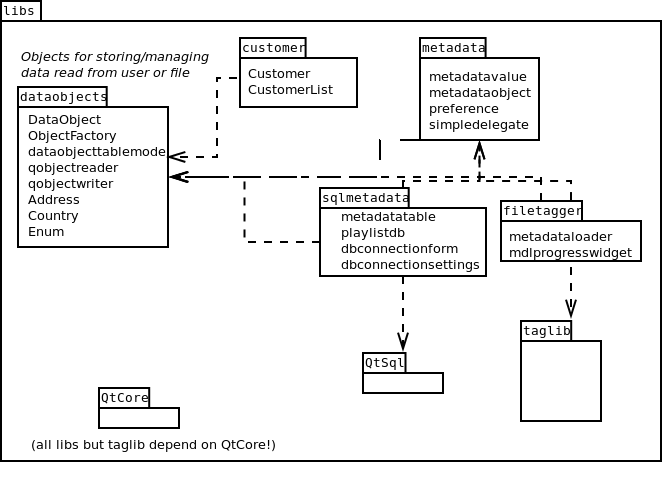 libs
Objects for storing/managing
data read from user or file
dataobjects
DataObject
ObjectFactory
dataobjecttablemode
qobjectreader
qobjectwriter
Address
Country
Enum
customer
Customer
CustomerList
metadata
metadatavalue
metadataobject
preference
simpledelegate
sqlmetadata
metadatatable
playlistdb
dbconnectionform
dbconnectionsettings
filetagger
metadataloader
mdlprogresswidget
QtSql
taglib
QtCore
(all libs but taglib depend on QtCore!)